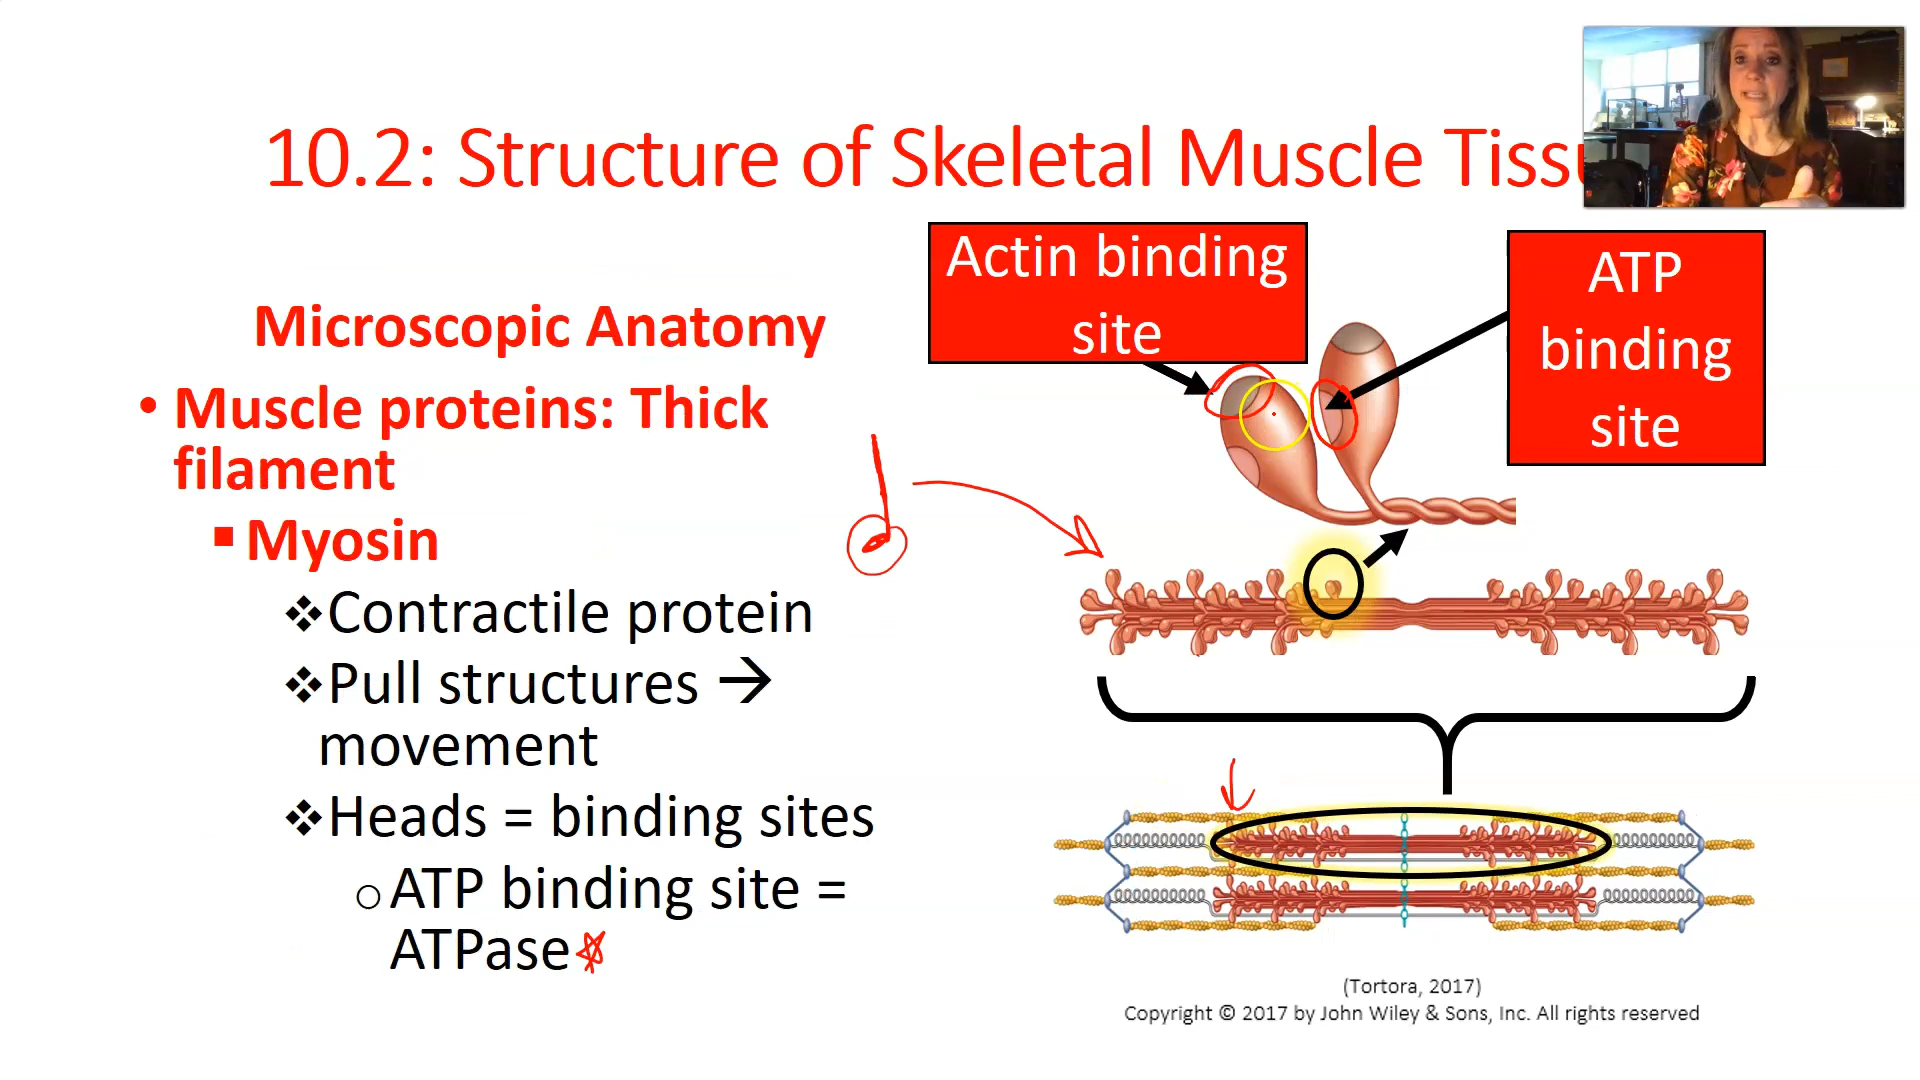 10.2: Structure of Skeletal Muscle Tissu
Actin binding
site
ATP
binding
site
Microscopic Anatomy
• Muscle proteins: Thick
filament
▪ Myosin
❖Contractile protein
❖Pull structures →
movement
❖Heads = binding sites
○ATP binding site =
ATPase
(Tortora, 2017)
Copyright © 2017 by John Wiley & Sons, Inc. All rights reserved